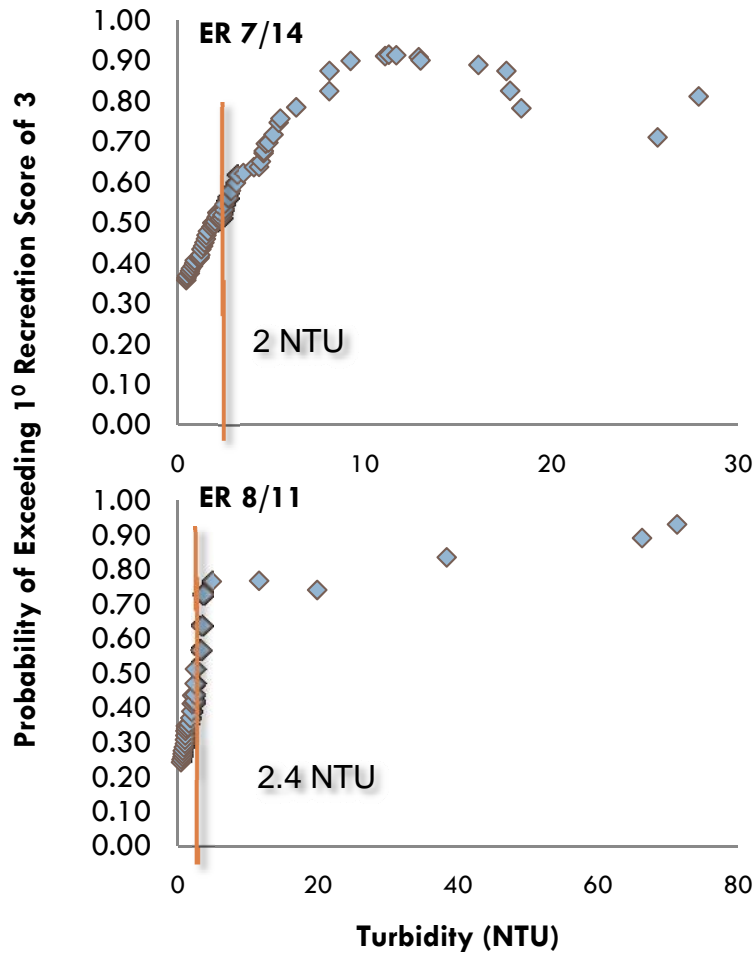 Probability of Exceeding 1⁰ Recreation Score of 3
ER 7/14
1.00
0.90
0.80
0.70
0.60
0.50
0.40
0.30
0.20
0.10
0.00
2 NTU
0 10 20 30
ER 8/11
1.00
0.90
0.80
0.70
0.60
0.50
0.40
0.30
0.20
0.10
0.00
2.4 NTU
0 20 40 60 80
Turbidity (NTU)